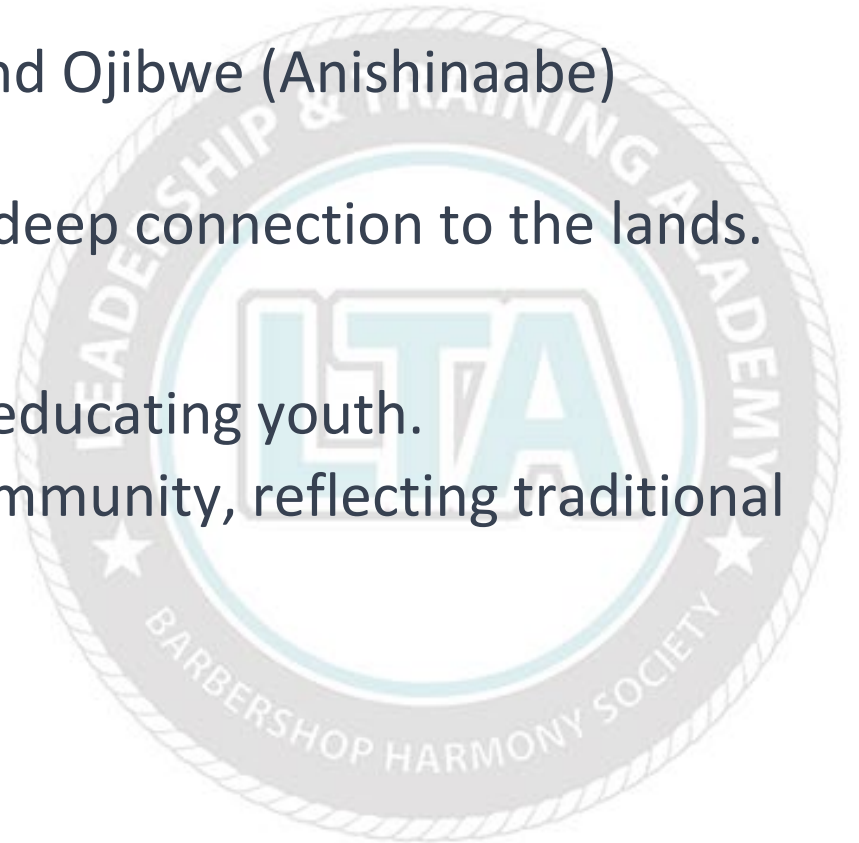 nd Ojibwe (Anishinaabe)
deep connection to the lands.
educating youth.
mmunity, reflecting traditional
LEADERSHIP & TRAINING ACADEMY
LTA
BARBERSHOP HARMONY SOCIETY